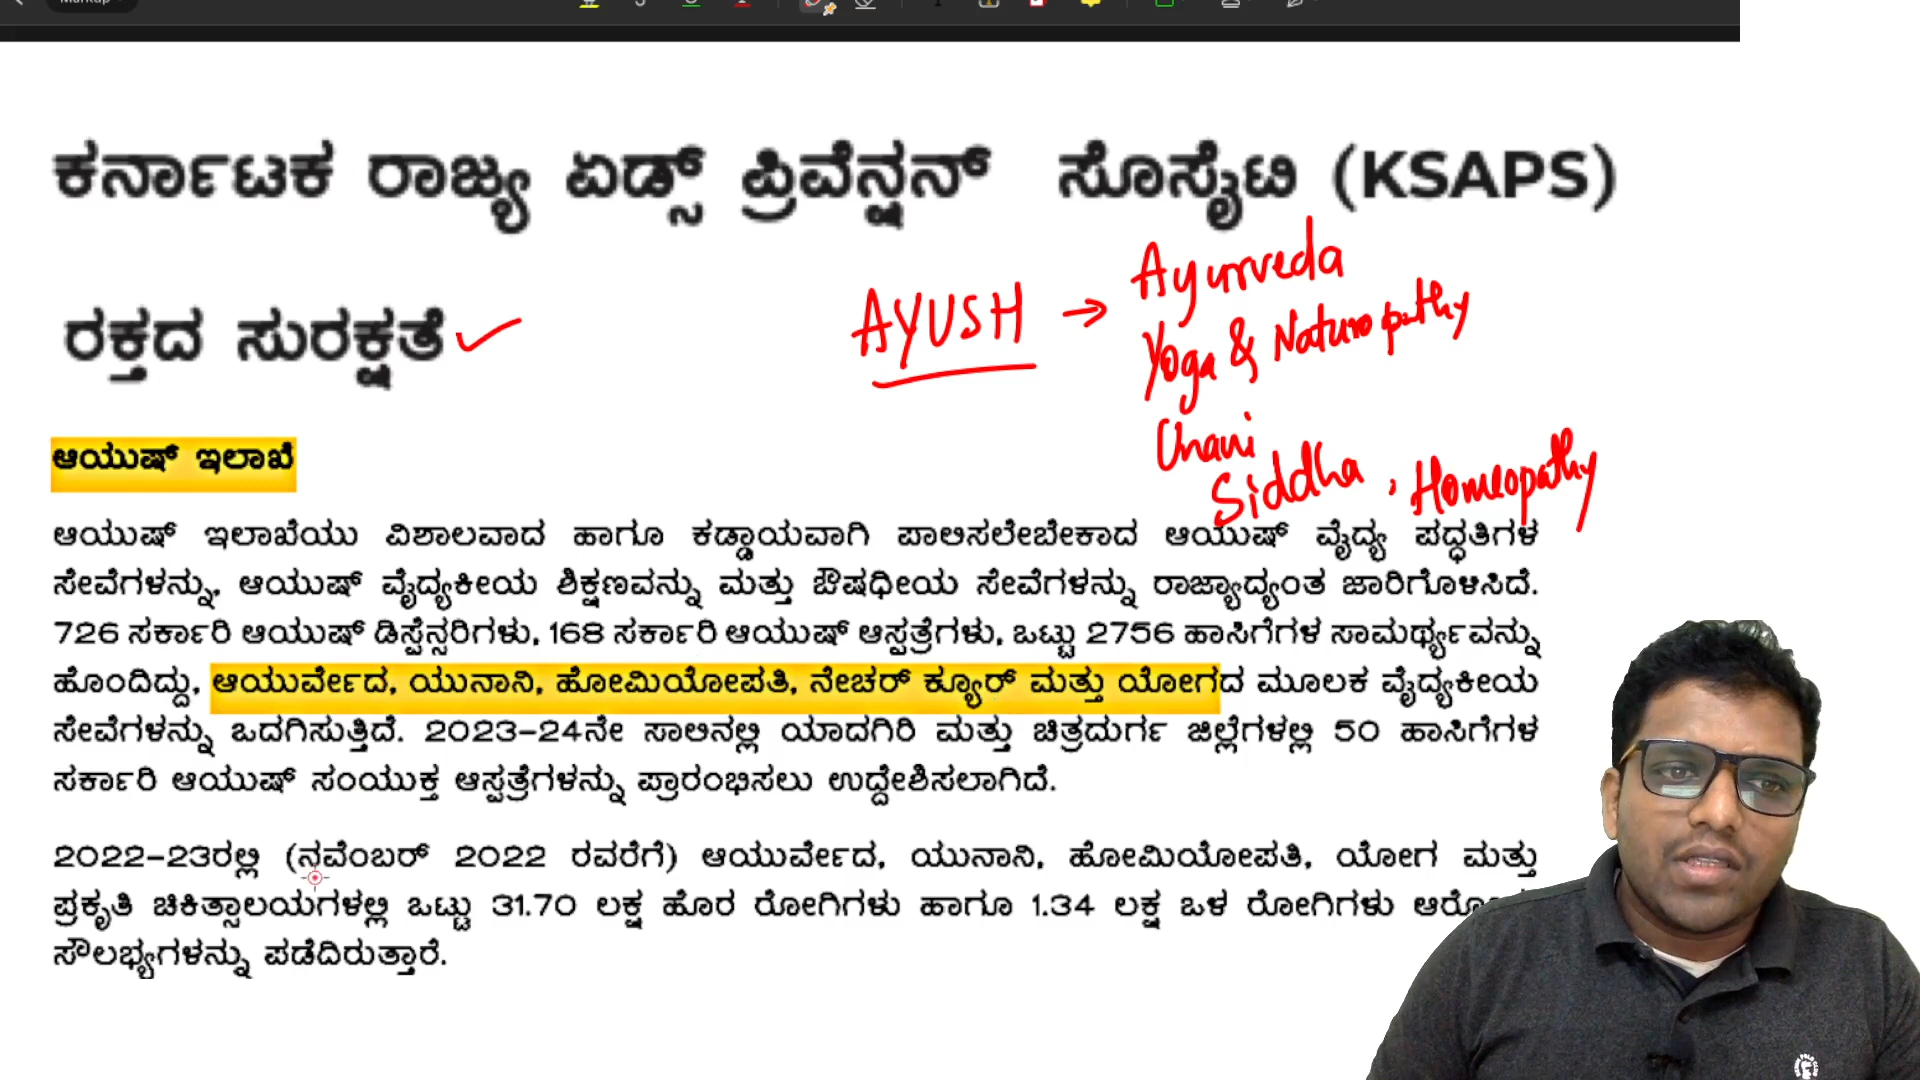 ಕರ್ನಾಟಕ ರಾಜ್ಯ ಏಡ್ಸ್ ಪ್ರಿವೆನ್ಷನ್ ಸೊಸೈಟಿ (KSAPS)
ರಕ್ತದ ಸುರಕ್ಷತೆ
AYUSH → Ayurveda
Yoga & Naturopathy
Unani
Siddha, Homeopathy
ಆಯುಷ್ ಇಲಾಖೆ
ಆಯುಷ್ ಇಲಾಖೆಯು ವಿಶಾಲವಾದ ಹಾಗೂ ಕಡ್ಡಾಯವಾಗಿ ಪಾಲಿಸಲೇಬೇಕಾದ ಆಯುಷ್ ವೈದ್ಯ ಪದ್ಧತಿಗಳ
ಸೇವೆಗಳನ್ನು, ಆಯುಷ್ ವೈದ್ಯಕೀಯ ಶಿಕ್ಷಣವನ್ನು ಮತ್ತು ಔಷಧೀಯ ಸೇವೆಗಳನ್ನು ರಾಜ್ಯಾದ್ಯಂತ ಜಾರಿಗೊಳಿಸಿದೆ.
726 ಸರ್ಕಾರಿ ಆಯುಷ್ ಡಿಸ್ಪೆನ್ಸರಿಗಳು, 168 ಸರ್ಕಾರಿ ಆಯುಷ್ ಆಸ್ಪತ್ರೆಗಳು, ಒಟ್ಟು 2756 ಹಾಸಿಗೆಗಳ ಸಾಮರ್ಥ್ಯವನ್ನು
ಹೊಂದಿದ್ದು, ಆಯುರ್ವೇದ, ಯುನಾನಿ, ಹೋಮಿಯೋಪತಿ, ನೇಚರ್ ಕ್ಯೂರ್ ಮತ್ತು ಯೋಗದ ಮೂಲಕ ವೈದ್ಯಕೀಯ
ಸೇವೆಗಳನ್ನು ಒದಗಿಸುತ್ತಿದೆ. 2023-24ನೇ ಸಾಲಿನಲ್ಲಿ ಯಾದಗಿರಿ ಮತ್ತು ಚಿತ್ರದುರ್ಗ ಜಿಲ್ಲೆಗಳಲ್ಲಿ 50 ಹಾಸಿಗೆಗಳ
ಸರ್ಕಾರಿ ಆಯುಷ್ ಸಂಯುಕ್ತ ಆಸ್ಪತ್ರೆಗಳನ್ನು ಪ್ರಾರಂಭಿಸಲು ಉದ್ದೇಶಿಸಲಾಗಿದೆ.
2022-23ರಲ್ಲಿ (ನವೆಂಬರ್ 2022 ರವರೆಗೆ) ಆಯುರ್ವೇದ, ಯುನಾನಿ, ಹೋಮಿಯೋಪತಿ, ಯೋಗ ಮತ್ತು
ಪ್ರಕೃತಿ ಚಿಕಿತ್ಸಾಲಯಗಳಲ್ಲಿ ಒಟ್ಟು 31.70 ಲಕ್ಷ ಹೊರ ರೋಗಿಗಳು ಹಾಗೂ 1.34 ಲಕ್ಷ ಒಳ ರೋಗಿಗಳು
ಸೌಲಭ್ಯಗಳನ್ನು ಪಡೆದಿರುತ್ತಾರೆ.